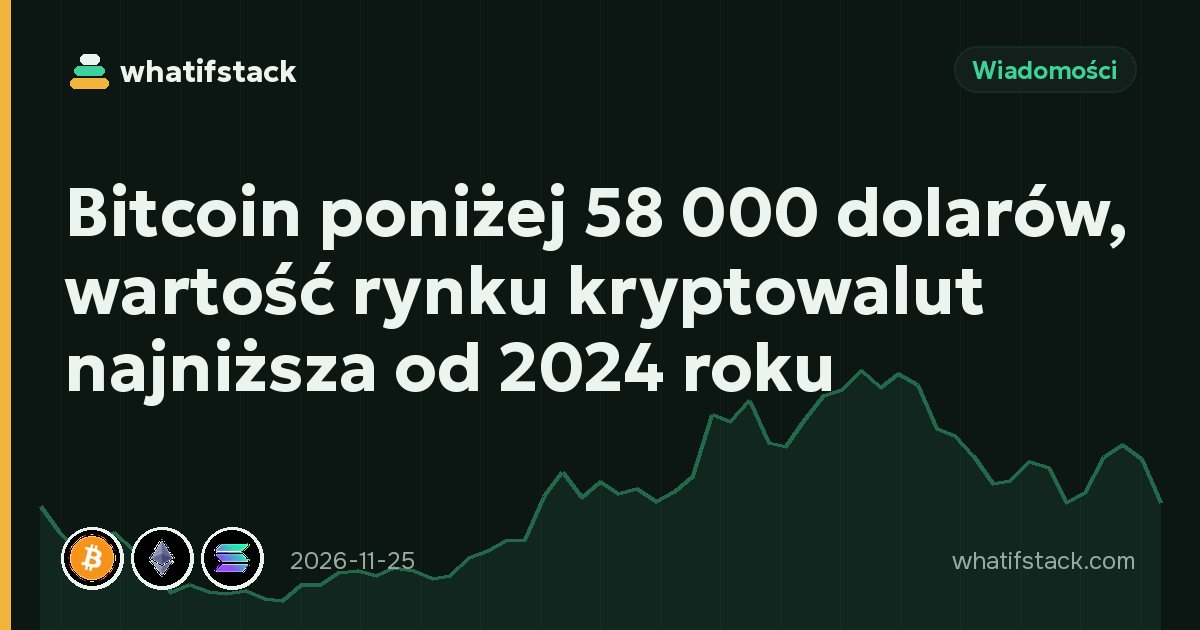 whatifstack
Wiadomości
Bitcoin poniżej 58 000 dolarów,
wartość rynku kryptowalut
najniższa od 2024 roku
2026-11-25
whatifstack.com